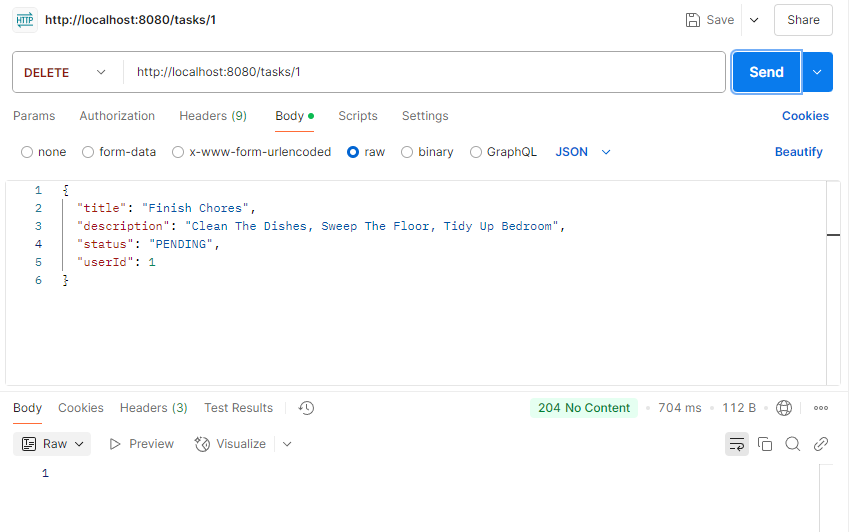 HTTP http://localhost:8080/tasks/1 Save Share
DELETE http://localhost:8080/tasks/1 Send
Params Authorization Headers (9) Body Scripts Settings Cookies
none form-data x-www-form-urlencoded raw binary GraphQL JSON Beautify
1 {
2 "title": "Finish Chores",
3 "description": "Clean The Dishes, Sweep The Floor, Tidy Up Bedroom",
4 "status": "PENDING",
5 "userId": 1
6 }
Body Cookies Headers (3) Test Results 204 No Content • 704 ms • 112 B •
Raw Preview Visualize
1